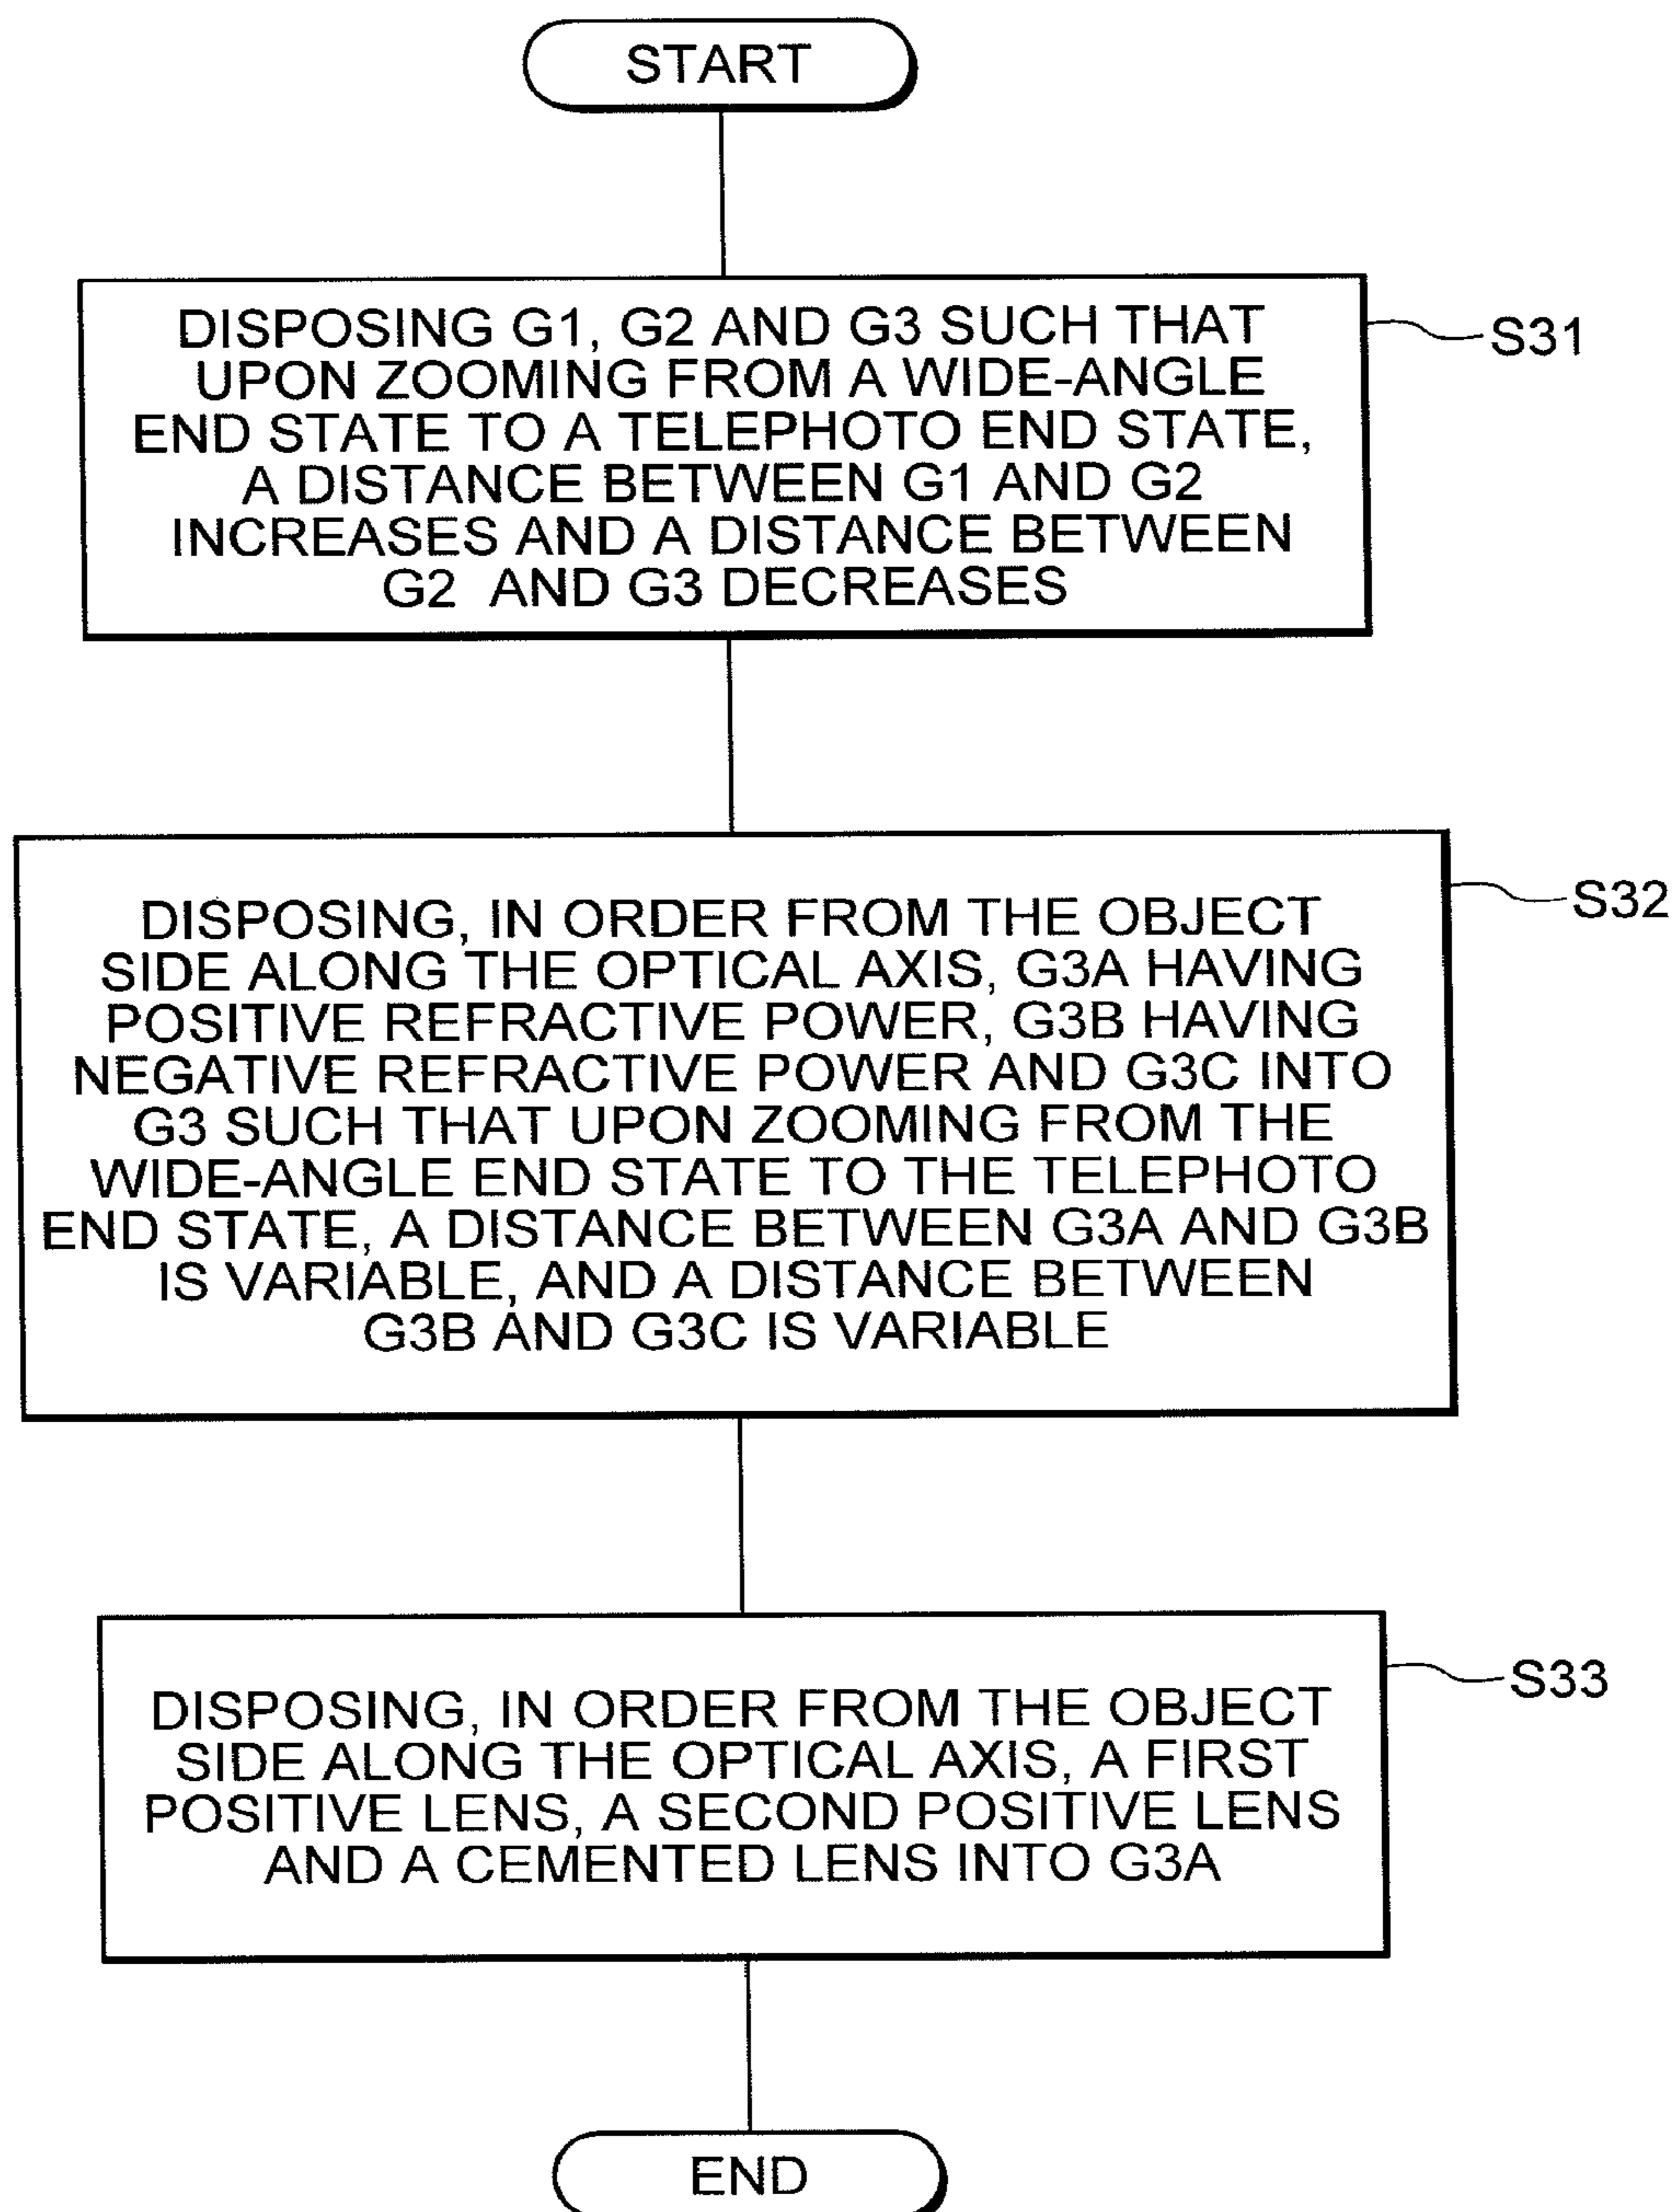 START
DISPOSING G1, G2 AND G3 SUCH THAT
UPON ZOOMING FROM A WIDE-ANGLE
END STATE TO A TELEPHOTO END STATE,
A DISTANCE BETWEEN G1 AND G2
INCREASES AND A DISTANCE BETWEEN
G2 AND G3 DECREASES
S31
DISPOSING, IN ORDER FROM THE OBJECT
SIDE ALONG THE OPTICAL AXIS, G3A HAVING
POSITIVE REFRACTIVE POWER, G3B HAVING
NEGATIVE REFRACTIVE POWER AND G3C INTO
G3 SUCH THAT UPON ZOOMING FROM THE
WIDE-ANGLE END STATE TO THE TELEPHOTO
END STATE, A DISTANCE BETWEEN G3A AND G3B
IS VARIABLE, AND A DISTANCE BETWEEN
G3B AND G3C IS VARIABLE
S32
DISPOSING, IN ORDER FROM THE OBJECT
SIDE ALONG THE OPTICAL AXIS, A FIRST
POSITIVE LENS, A SECOND POSITIVE LENS
AND A CEMENTED LENS INTO G3A
S33
END